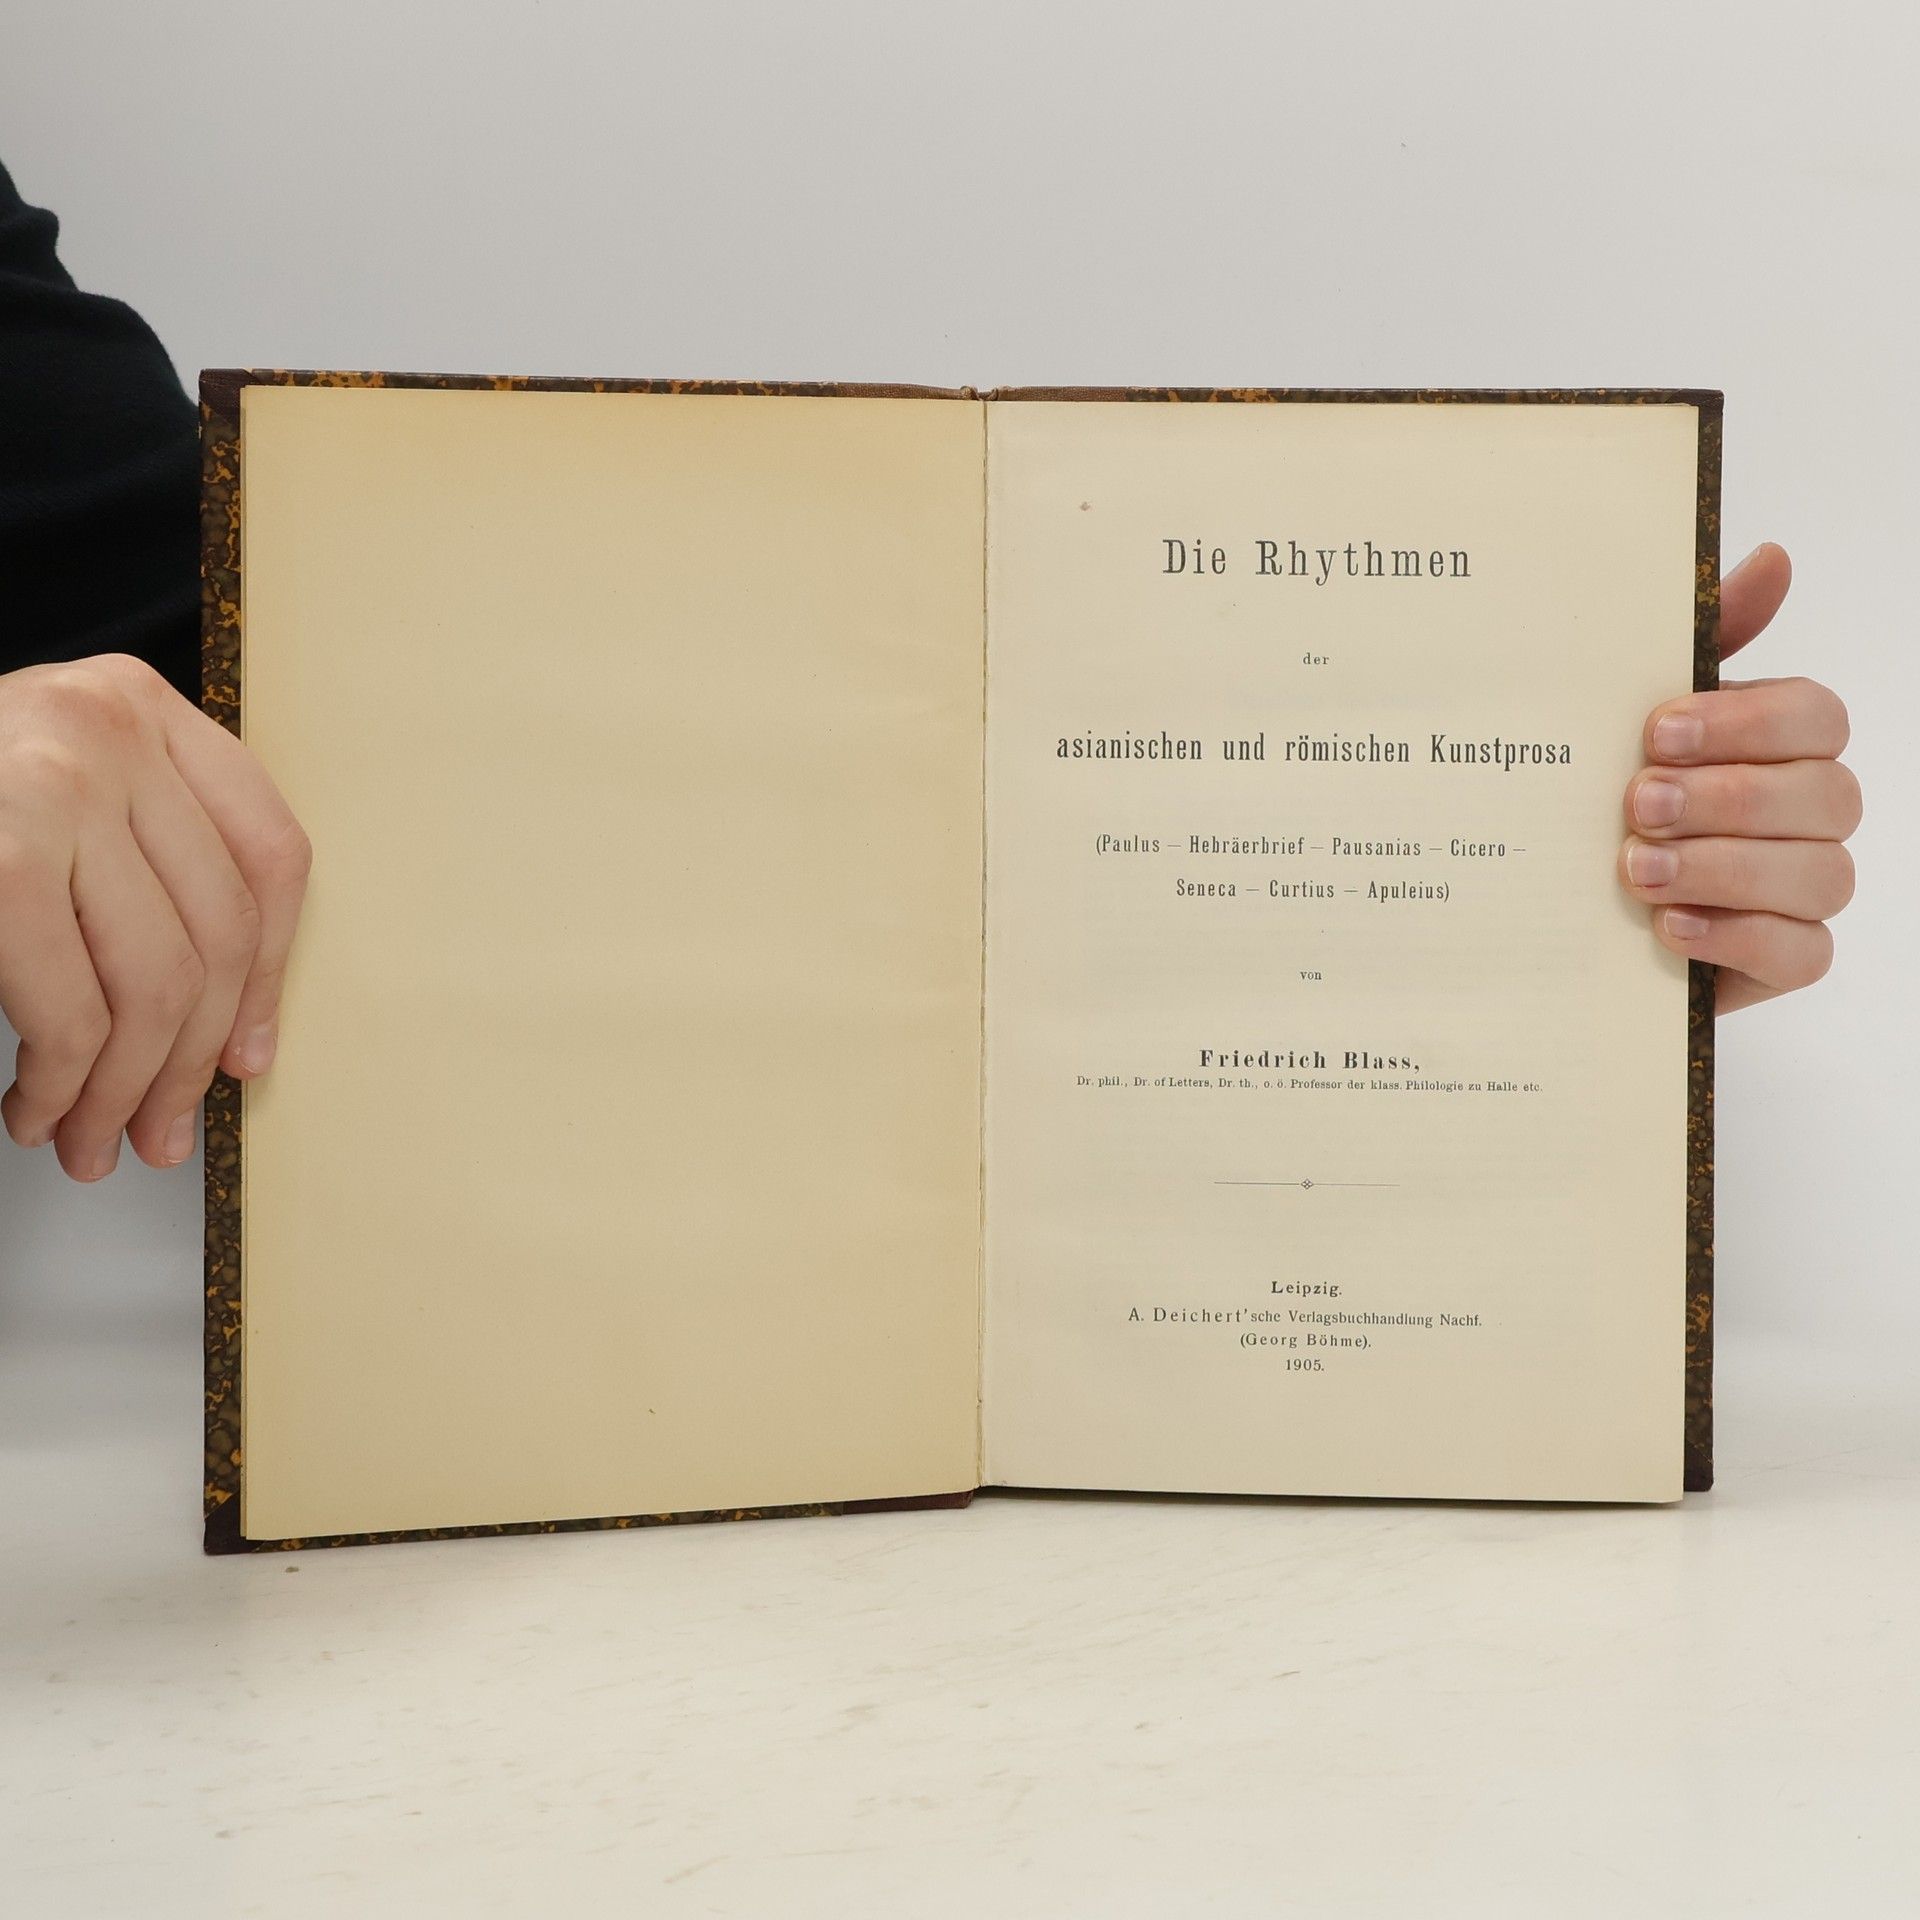 Die Rhythmen
der
asianischen und römischen Kunstprosa
(Paulus — Hebräerbrief — Pausanias — Cicero —
Seneca — Curtius — Apuleius)
von
Friedrich Blass,
Dr. phil., Dr. of Letters, Dr. th., o. ö. Professor der klass. Philologie zu Halle etc.
Leipzig.
A. Deichert'sche Verlagsbuchhandlung Nachf.
(Georg Böhme).
1905.